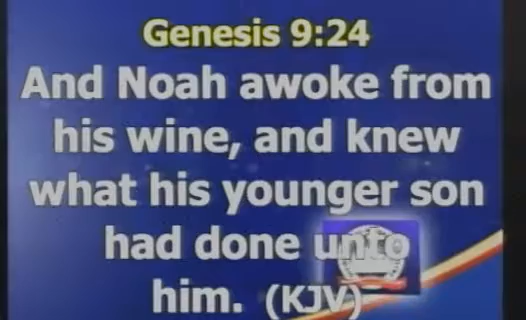 Genesis 9:24
And Noah awoke from
his wine, and knew
what his younger son
had done unto
him. (KJV)